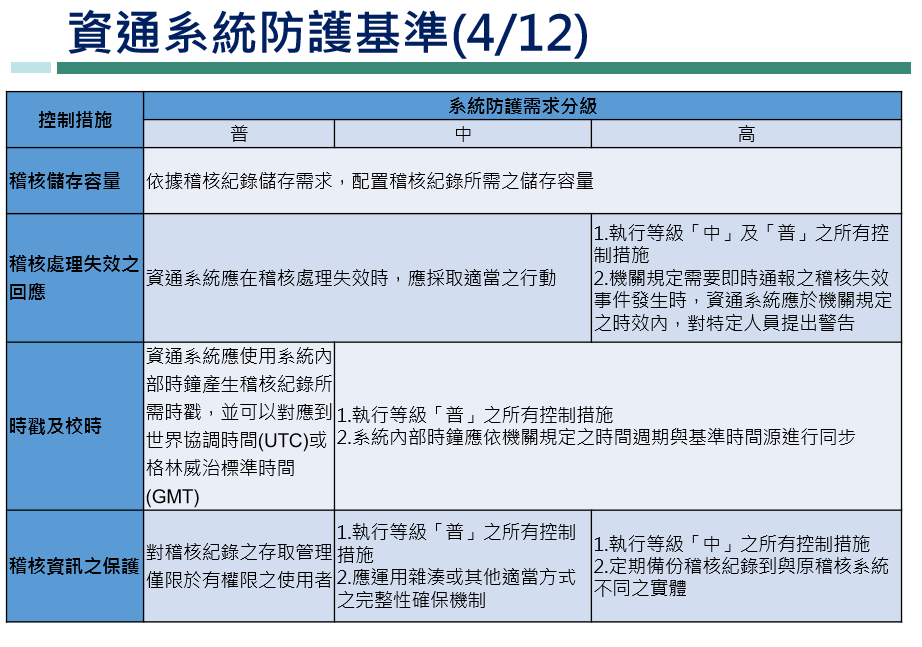 資通系統防護基準(4/12)
控制措施
系統防護需求分級
普
中
高
稽核儲存容量
依據稽核紀錄儲存需求，配置稽核紀錄所需之儲存容量
稽核處理失效之
回應
資通系統應在稽核處理失效時，應採取適當之行動
1.執行等級「中」及「普」之所有控
制措施
2.機關規定需要即時通報之稽核失效
事件發生時，資通系統應於機關規定
之時效內，對特定人員提出警告
時戳及校時
資通系統應使用系統內
部時鐘產生稽核紀錄所
需時戳，並可以對應到
世界協調時間(UTC)或
格林威治標準時間
(GMT)
1.執行等級「普」之所有控制措施
2.系統內部時鐘應依機關規定之時間週期與基準時間源進行同步
稽核資訊之保護
對稽核紀錄之存取管理
僅限於有權限之使用者
1.執行等級「普」之所有控制
措施
2.應運用雜湊或其他適當方式
之完整性確保機制
1.執行等級「中」之所有控制措施
2.定期備份稽核紀錄到與原稽核系統
不同之實體